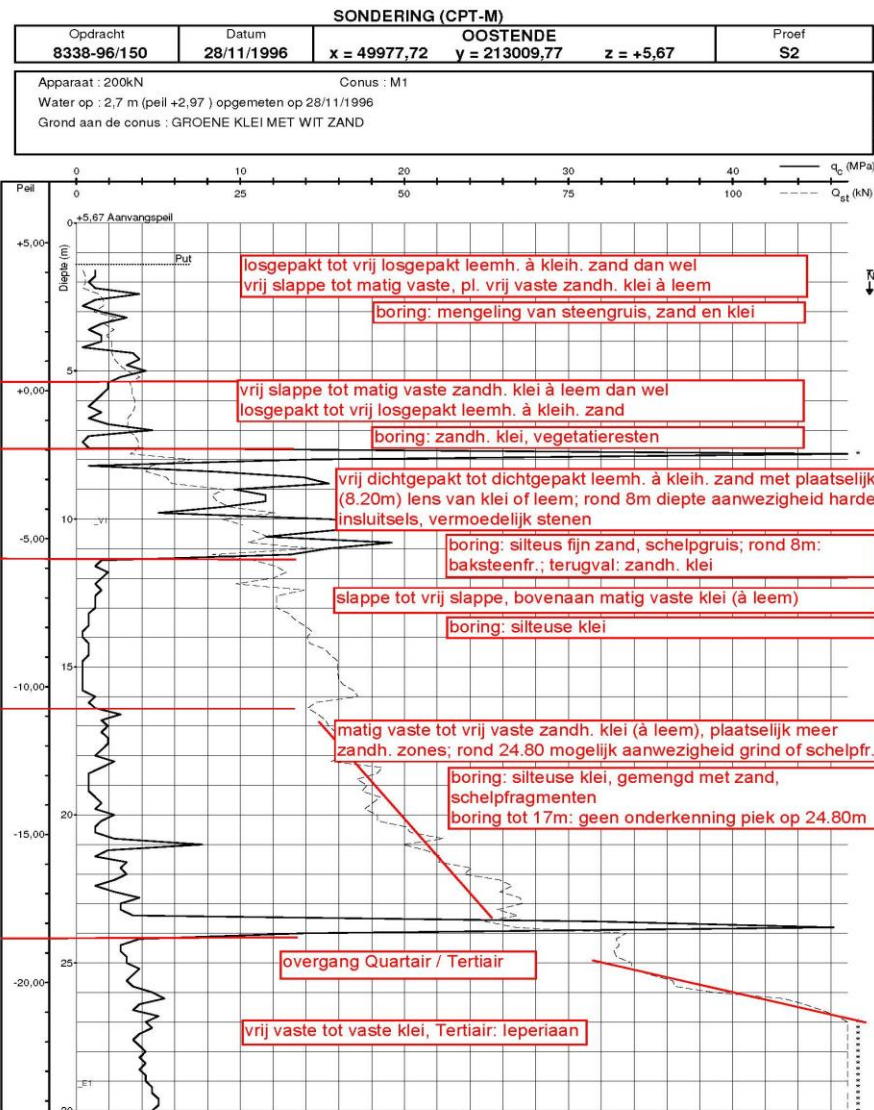 SONDERING (CPT-M)
Opdracht
8338-96/150
Datum
28/11/1996
OOSTENDE
x = 49977,72 y = 213009,77 z = +5,67
Proef
S2
Apparaat : 200kN Conus : M1
Water op : 2,7 m (peil +2,97 ) opgemeten op 28/11/1996
Grond aan de conus : GROENE KLEI MET WIT ZAND
0 10 20 30 40 qc (MPa)
0 25 50 75 100 Qst (kN)
Peil
Diepte (m)
0 +5,67 Aanvangspeil
+5,00
Put
N
losgepakt tot vrij losgepakt leemh. à kleih. zand dan wel
vrij slappe tot matig vaste, pl. vrij vaste zandh. klei à leem
boring: mengeling van steengruis, zand en klei
5
+0,00
vrij slappe tot matig vaste zandh. klei à leem dan wel
losgepakt tot vrij losgepakt leemh. à kleih. zand
boring: zandh. klei, vegetatieresten
*
vrij dichtgepakt tot dichtgepakt leemh. à kleih. zand met plaatselijk
(8.20m) lens van klei of leem; rond 8m diepte aanwezigheid harde
insluitsels, vermoedelijk stenen
10
_V1
-5,00
boring: silteus fijn zand, schelpgruis; rond 8m:
baksteenfr.; terugval: zandh. klei
slappe tot vrij slappe, bovenaan matig vaste klei (à leem)
boring: silteuse klei
15
-10,00
matig vaste tot vrij vaste zandh. klei (à leem), plaatselijk meer
zandh. zones; rond 24.80 mogelijk aanwezigheid grind of schelpfr.
boring: silteuse klei, gemengd met zand,
schelpfragmenten
boring tot 17m: geen onderkenning piek op 24.80m
20
-15,00
overgang Quartair / Tertiair
25
-20,00
vrij vaste tot vaste klei, Tertiair: Ieperiaan
_E1
30